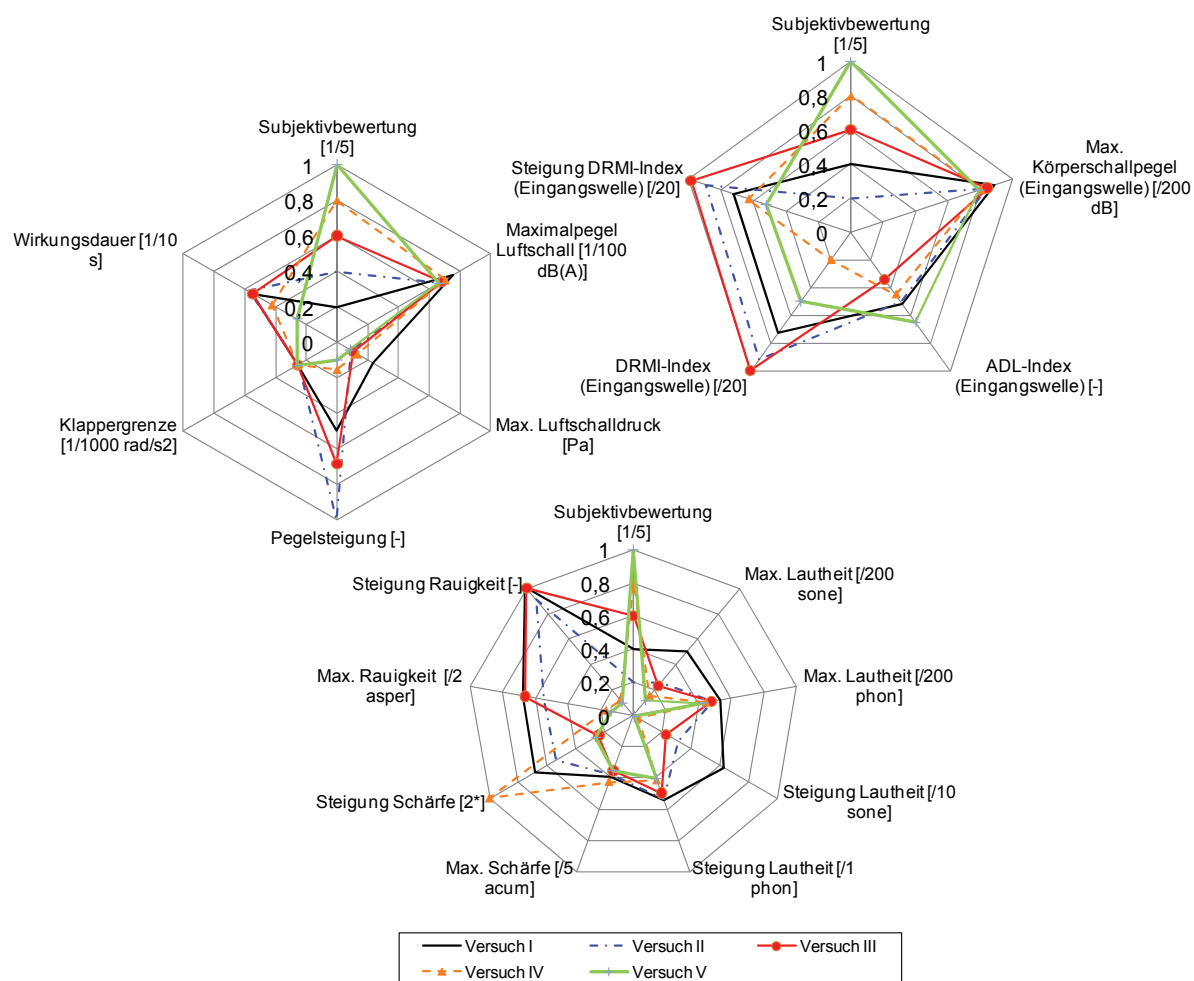 Subjektivbewertung
[1/5]
1
0,8
0,6
0,4
0,2
0
Maximalpegel
Luftschall [1/100
dB(A)]
Max. Luftschalldruck
[Pa]
Pegelsteigung [-]
Klappergrenze
[1/1000 rad/s2]
Wirkungsdauer [1/10
s]
Subjektivbewertung
[1/5]
1
0,8
0,6
0,4
0,2
0
Max.
Körperschallpegel
(Eingangswelle) [/200
dB]
ADL-Index
(Eingangswelle) [-]
DRMI-Index
(Eingangswelle) [/20]
Steigung DRMI-Index
(Eingangswelle) [/20]
Subjektivbewertung
[1/5]
1
0,8
0,6
0,4
0,2
0
Max. Lautheit [/200
sone]
Max. Lautheit [/200
phon]
Steigung Lautheit [/10
sone]
Steigung Lautheit [/1
phon]
Max. Schärfe [/5
acum]
Steigung Schärfe [2*]
Max. Rauigkeit [/2
asper]
Steigung Rauigkeit [-]
Versuch I
Versuch II
Versuch III
Versuch IV
Versuch V